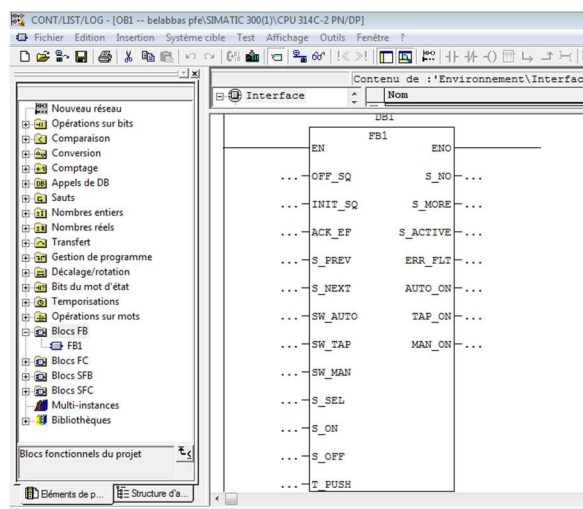 CONT/LIST/LOG - [OB1 -- belabbas pfe\SIMATIC 300(1)\CPU 314C-2 PN/DP]
Fichier Edition Insertion Système cible Test Affichage Outils Fenêtre ?
Nouveau réseau
Opérations sur bits
Comparaison
Conversion
Comptage
Appels de DB
Sauts
Nombres entiers
Nombres réels
Transfert
Gestion de programme
Décalage/rotation
Bits du mot d'état
Temporisations
Opérations sur mots
Blocs FB
FB1
Blocs FC
Blocs SFB
Blocs SFC
Multi-instances
Bibliothèques
Blocs fonctionnels du projet
Eléments de p...
Structure d'a...
Contenu de :'Environnement\Interfac
Interface
Nom
DB1
FB1
EN ENO
... OFF_SQ S_NO ...
... INIT_SQ S_MORE ...
... ACK_EF S_ACTIVE ...
... S_PREV ERR_FLT ...
... S_NEXT AUTO_ON ...
... SW_AUTO TAP_ON ...
... SW_TAP MAN_ON ...
... SW_MAN
... S_SEL
... S_ON
... S_OFF
... T_PUSH